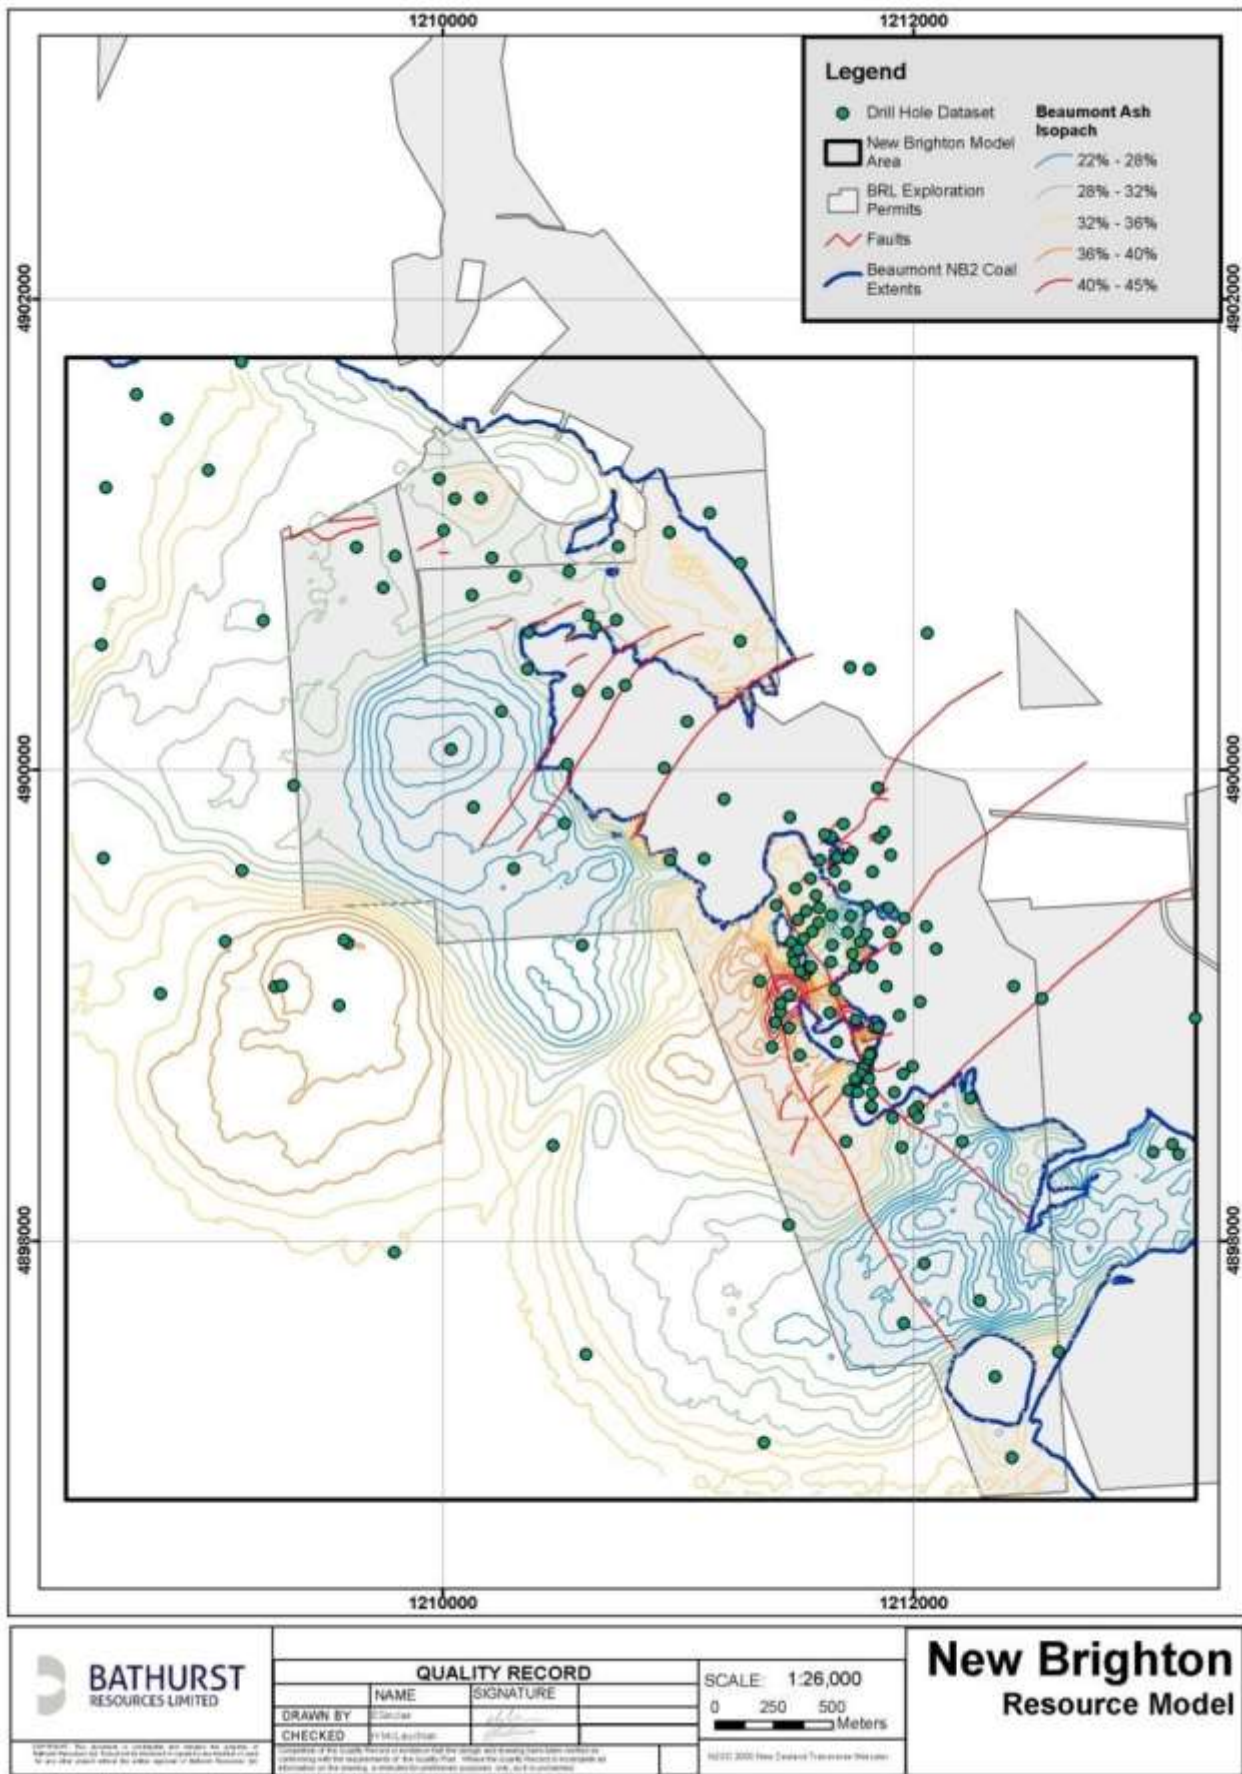 1210000
1212000
Legend
Drill Hole Dataset
New Brighton Model
Area
BRL Exploration
Permits
Faults
Beaumont NB2 Coal
Extents
Beaumont Ash
Isopach
22% - 28%
28% - 32%
32% - 36%
36% - 40%
40% - 45%
4902000
4902000
4900000
4900000
4898000
4898000
1210000
1212000
BATHURST
RESOURCES LIMITED
QUALITY RECORD
NAME
SIGNATURE
DRAWN BY
CHECKED
SCALE: 1:26,000
0 250 500
Meters
New Brighton
Resource Model